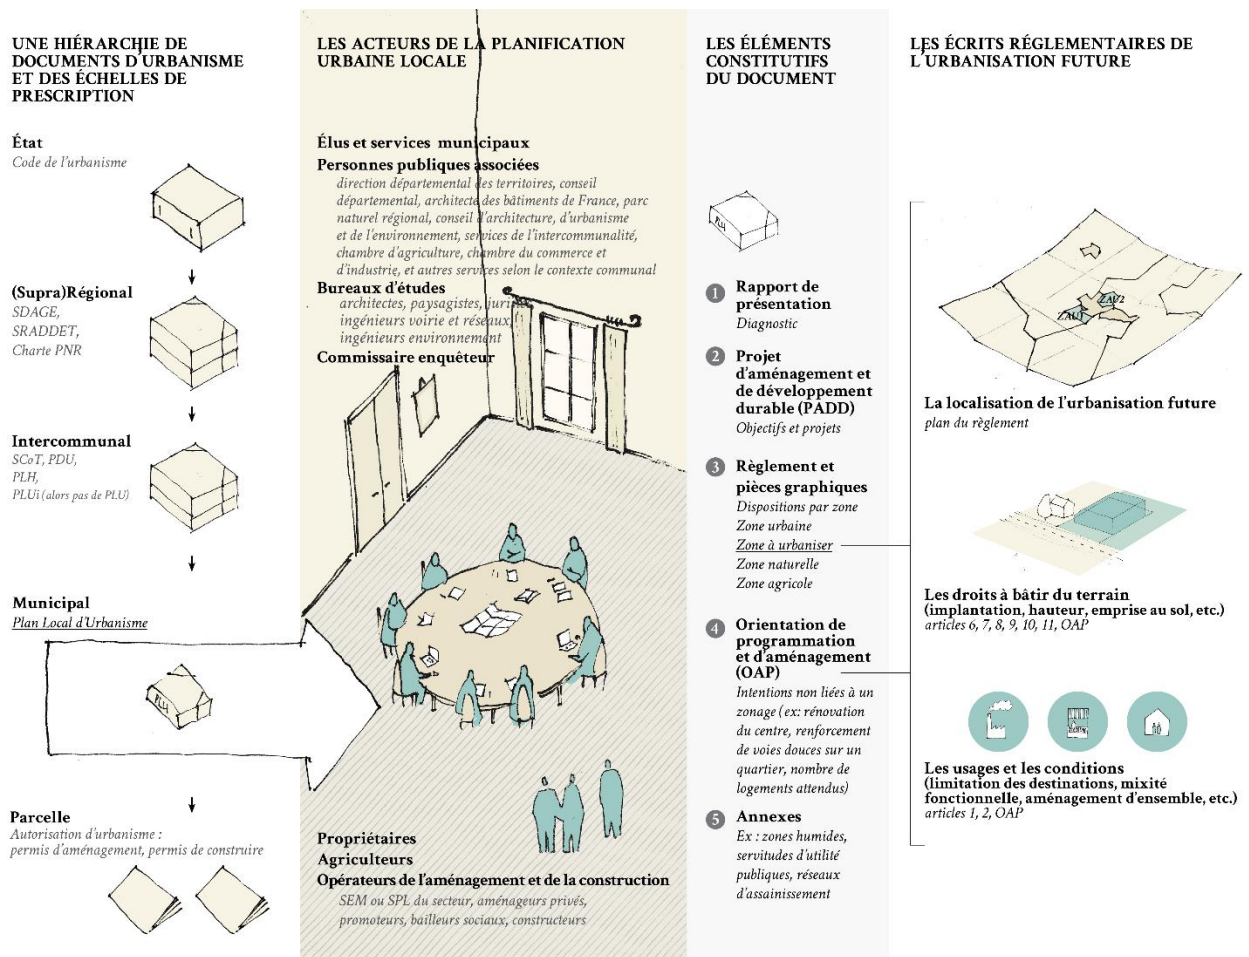 UNE HIÉRARCHIE DE
DOCUMENTS D'URBANISME
ET DES ÉCHELLES DE
PRESCRIPTION
État
Code de l'urbanisme
(Supra)Régional
SDAGE,
SRADDET,
Charte PNR
Intercommunal
SCoT, PDU,
PLH,
PLUi (alors pas de PLU)
Municipal
Plan Local d'Urbanisme
PLU
Parcelle
Autorisation d'urbanisme :
permis d'aménagement, permis de construire
LES ACTEURS DE LA PLANIFICATION
URBAINE LOCALE
Élus et services municipaux
Personnes publiques associées
direction départemental des territoires, conseil
départemental, architecte des bâtiments de France, parc
naturel régional, conseil d'architecture, d'urbanisme
et de l'environnement, services de l'intercommunalité,
chambre d'agriculture, chambre du commerce et
d'industrie, et autres services selon le contexte communal
Bureaux d'études
architectes, paysagistes,
ingénieurs voirie et réseaux,
ingénieurs environnement
Commissaire enquêteur
Propriétaires
Agriculteurs
Opérateurs de l'aménagement et de la construction
SEM ou SPL du secteur, aménageurs privés,
promoteurs, bailleurs sociaux, constructeurs
LES ÉLÉMENTS
CONSTITUTIFS
DU DOCUMENT
PLU
1 Rapport de
présentation
Diagnostic
2 Projet
d'aménagement et
de développement
durable (PADD)
Objectifs et projets
3 Règlement et
pièces graphiques
Dispositions par zone
Zone urbaine
Zone à urbaniser
Zone naturelle
Zone agricole
4 Orientation de
programmation
et d'aménagement
(OAP)
Intentions non liées à un
zonage (ex: rénovation
du centre, renforcement
de voies douces sur un
quartier, nombre de
logements attendus)
5 Annexes
Ex : zones humides,
servitudes d'utilité
publiques, réseaux
d'assainissement
LES ÉCRITS RÉGLEMENTAIRES DE
L'URBANISATION FUTURE
ZAU2
ZAU1
La localisation de l'urbanisation future
plan du règlement
Les droits à bâtir du terrain
(implantation, hauteur, emprise au sol, etc.)
articles 6, 7, 8, 9, 10, 11, OAP
Les usages et les conditions
(limitation des destinations, mixité
fonctionnelle, aménagement d'ensemble, etc.)
articles 1, 2, OAP